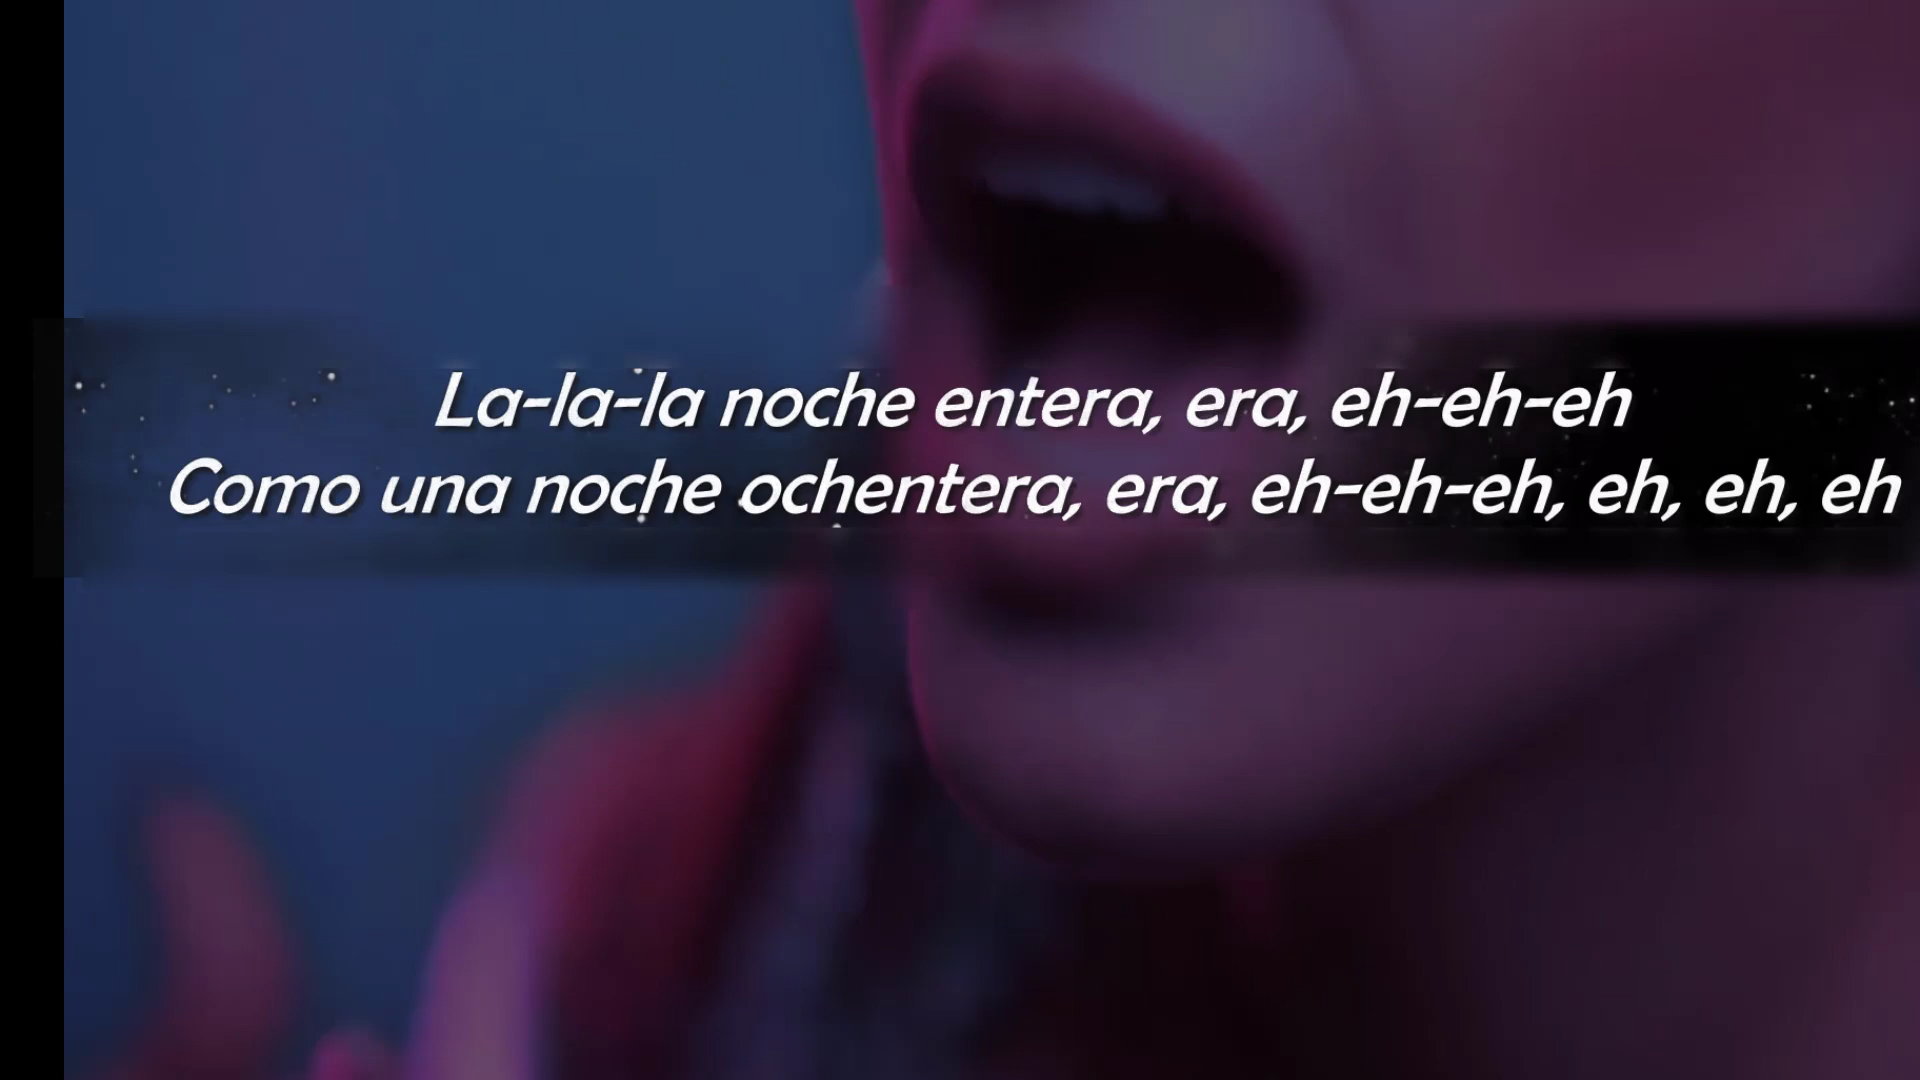 La-la-la noche entera, era, eh-eh-eh
Como una noche ochentera, era, eh-eh-eh, eh, eh, eh